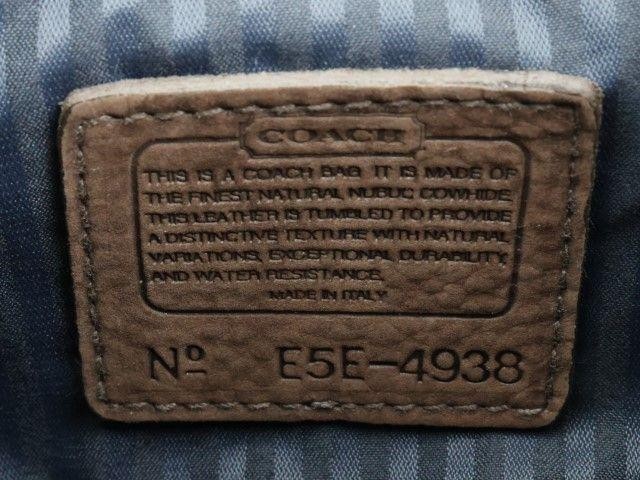 COACH
THIS IS A COACH BAG. IT IS MADE OF
THE FINEST NATURAL NUBUC COWHIDE.
THIS LEATHER IS TUMBLED TO PROVIDE
A DISTINCTIVE TEXTURE WITH NATURAL
VARIATIONS, EXCEPTIONAL DURABILITY,
AND WATER RESISTANCE.
MADE IN ITALY
Nº E5E-4938